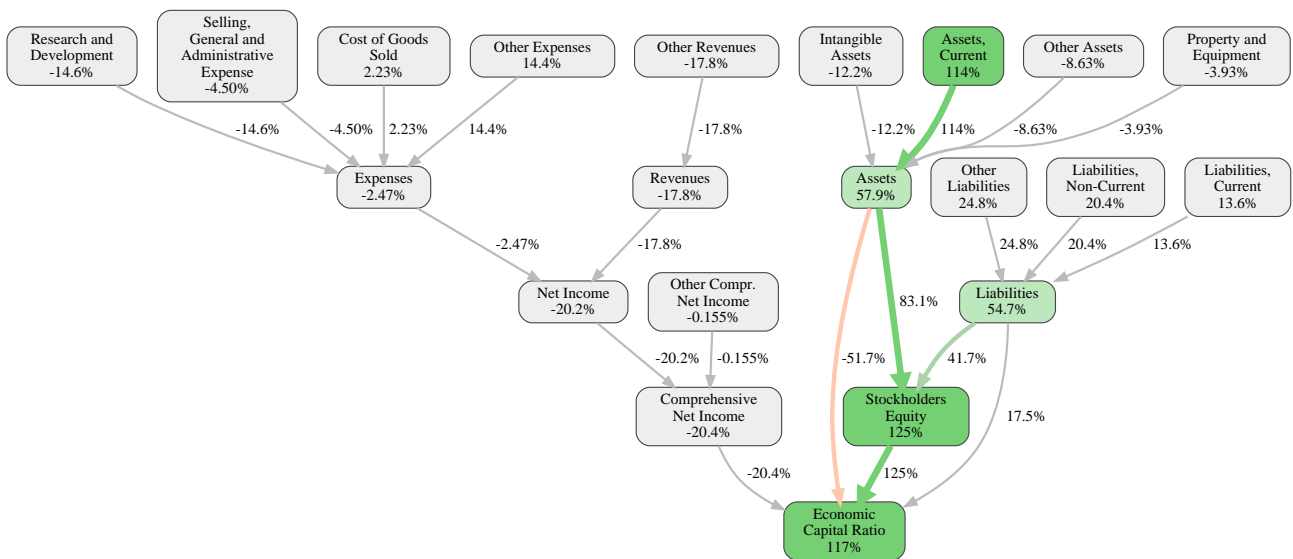 Research and
Development
-14.6%
Selling,
General and
Administrative
Expense
-4.50%
Cost of Goods
Sold
2.23%
Other Expenses
14.4%
Other Revenues
-17.8%
Intangible
Assets
-12.2%
Assets,
Current
114%
Other Assets
-8.63%
Property and
Equipment
-3.93%
-14.6%
-4.50%
2.23%
14.4%
-17.8%
-12.2%
114%
-8.63%
-3.93%
Expenses
-2.47%
Revenues
-17.8%
Assets
57.9%
Other
Liabilities
24.8%
Liabilities,
Non-Current
20.4%
Liabilities,
Current
13.6%
-2.47%
-17.8%
24.8%
20.4%
13.6%
Net Income
-20.2%
Other Compr.
Net Income
-0.155%
83.1%
Liabilities
54.7%
-20.2%
-0.155%
-51.7%
41.7%
Comprehensive
Net Income
-20.4%
Stockholders
Equity
125%
17.5%
-20.4%
125%
Economic
Capital Ratio
117%